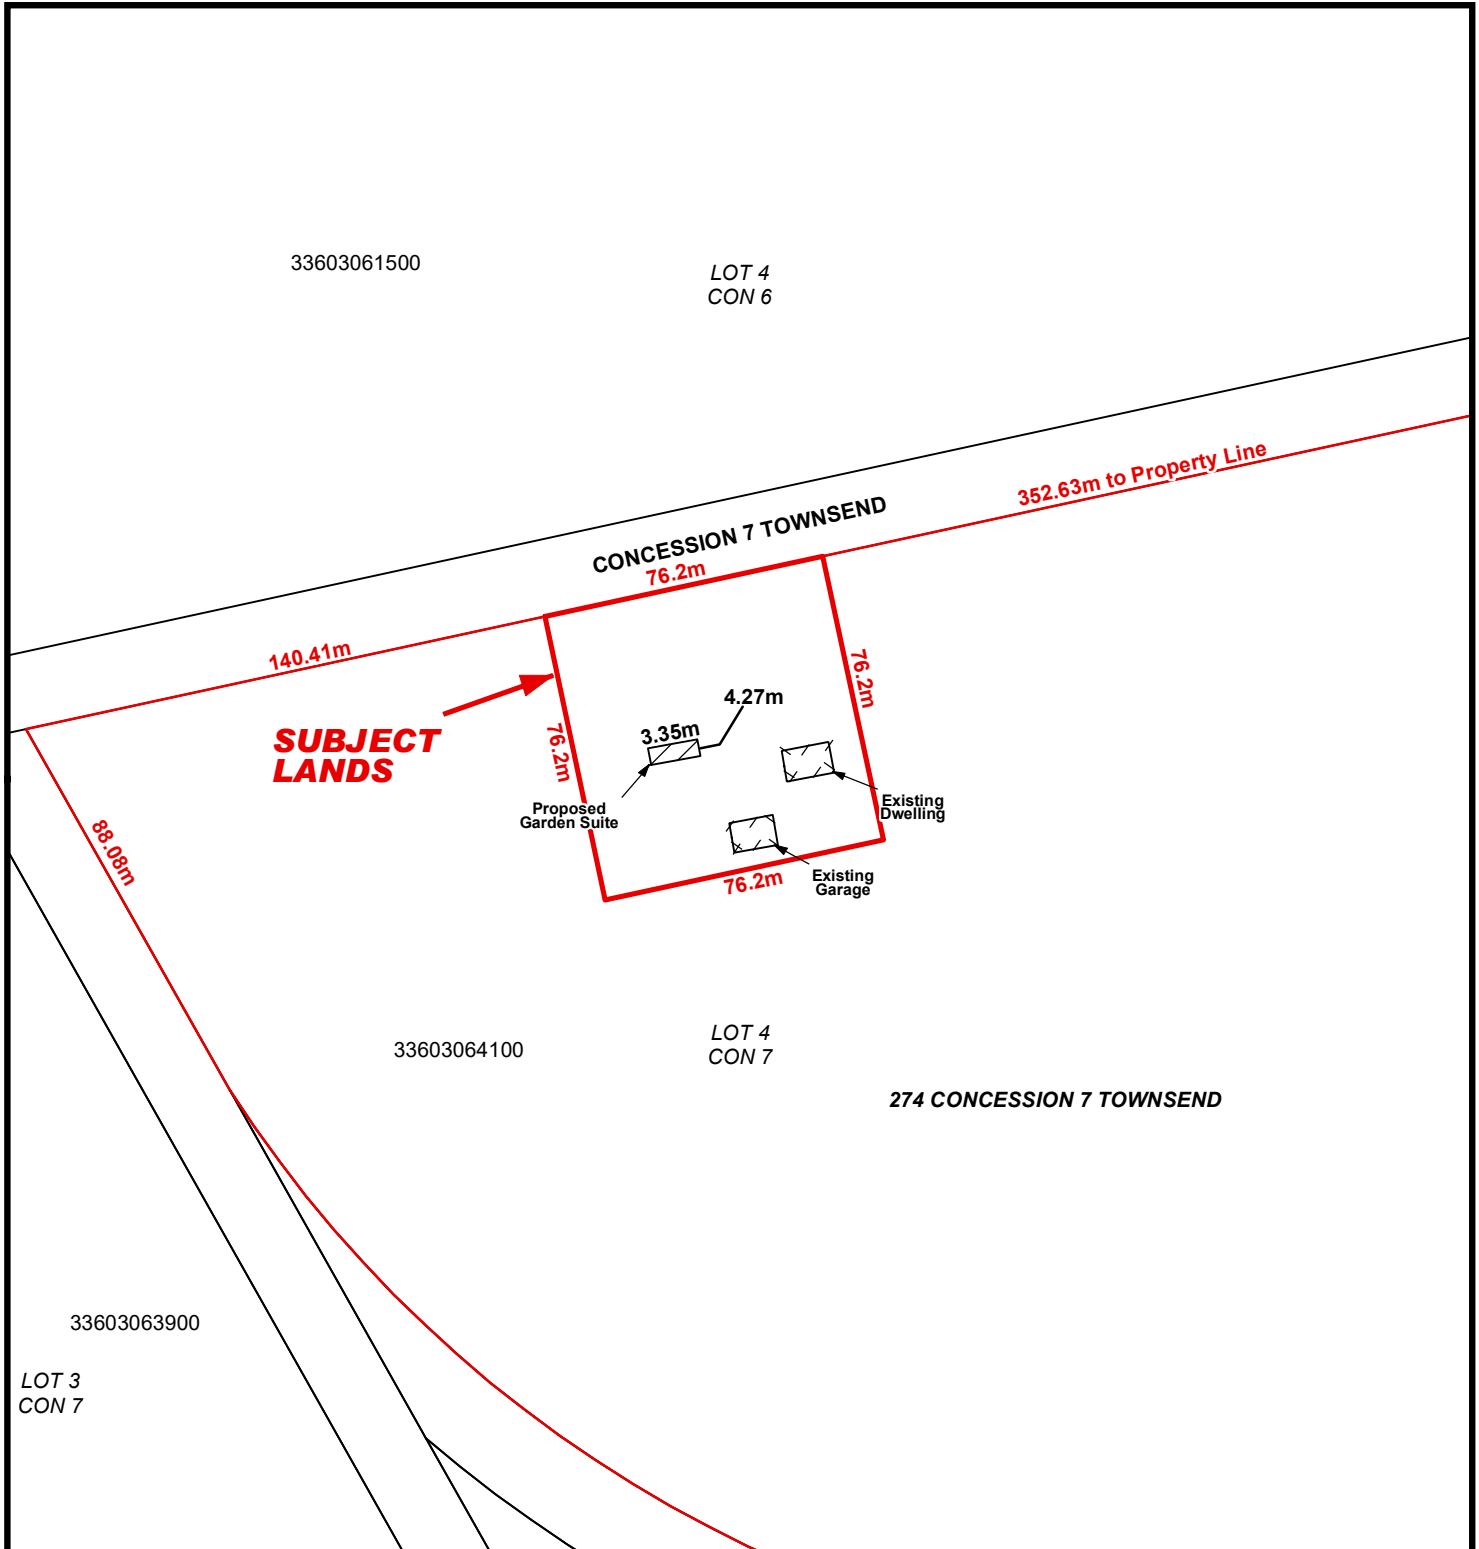 33603061500
LOT 4
CON 6
352.63m to Property Line
CONCESSION 7 TOWNSEND
76.2m
140.41m
76.2m
4.27m
3.35m
SUBJECT
LANDS
76.2m
Proposed
Garden Suite
Existing
Dwelling
88.08m
76.2m
Existing
Garage
33603064100
LOT 4
CON 7
274 CONCESSION 7 TOWNSEND
33603063900
LOT 3
CON 7